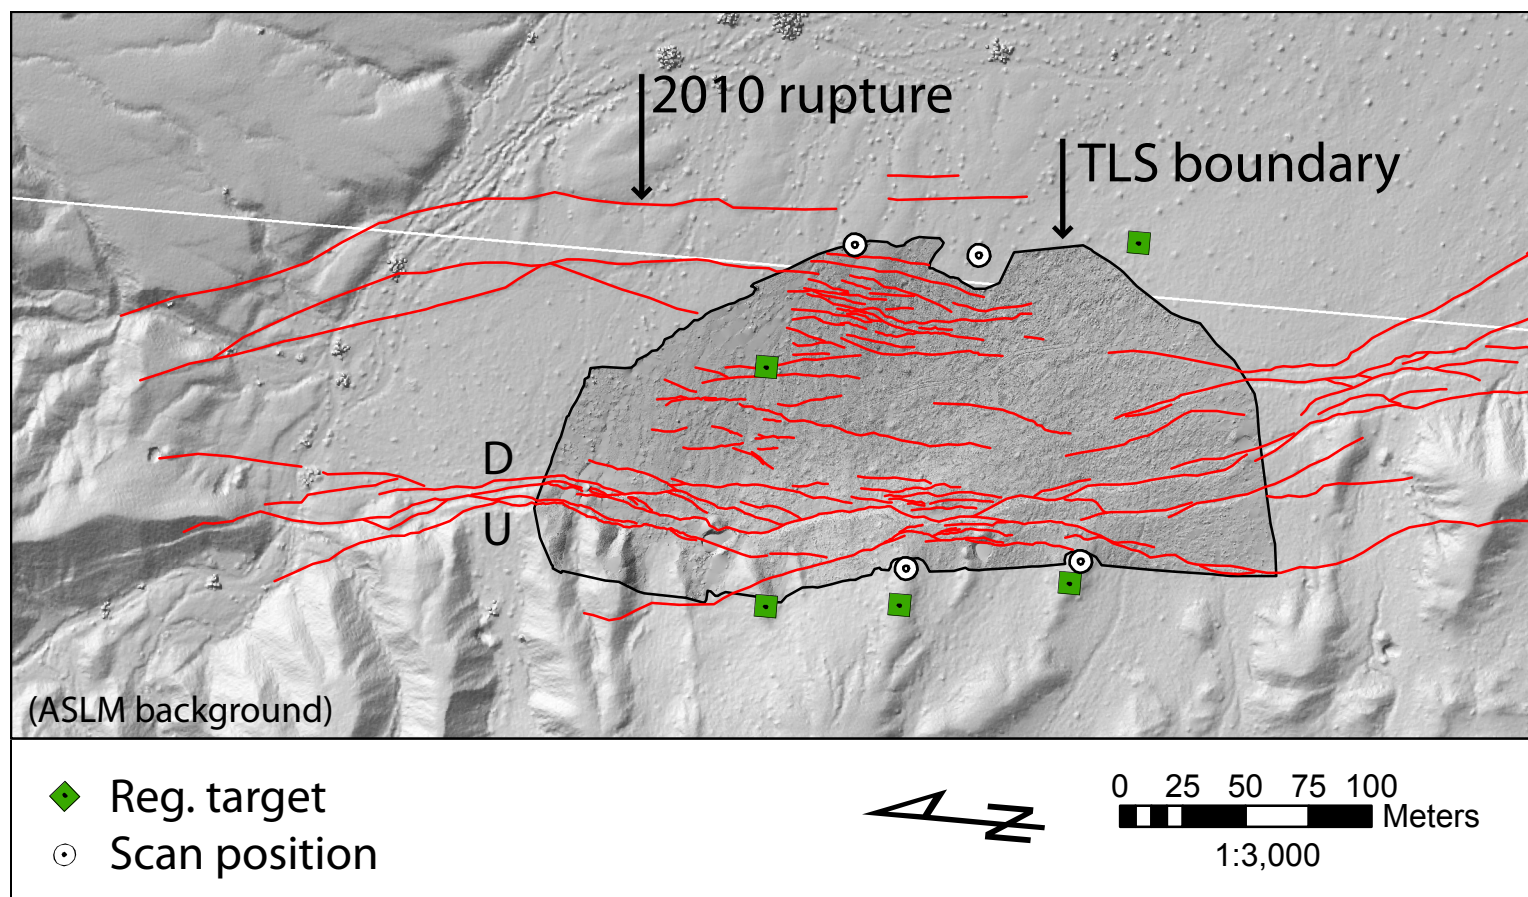 2010 rupture
TLS boundary
D
U
(ASLM background)
Reg. target
Scan position
N
0 25 50 75 100
Meters
1:3,000